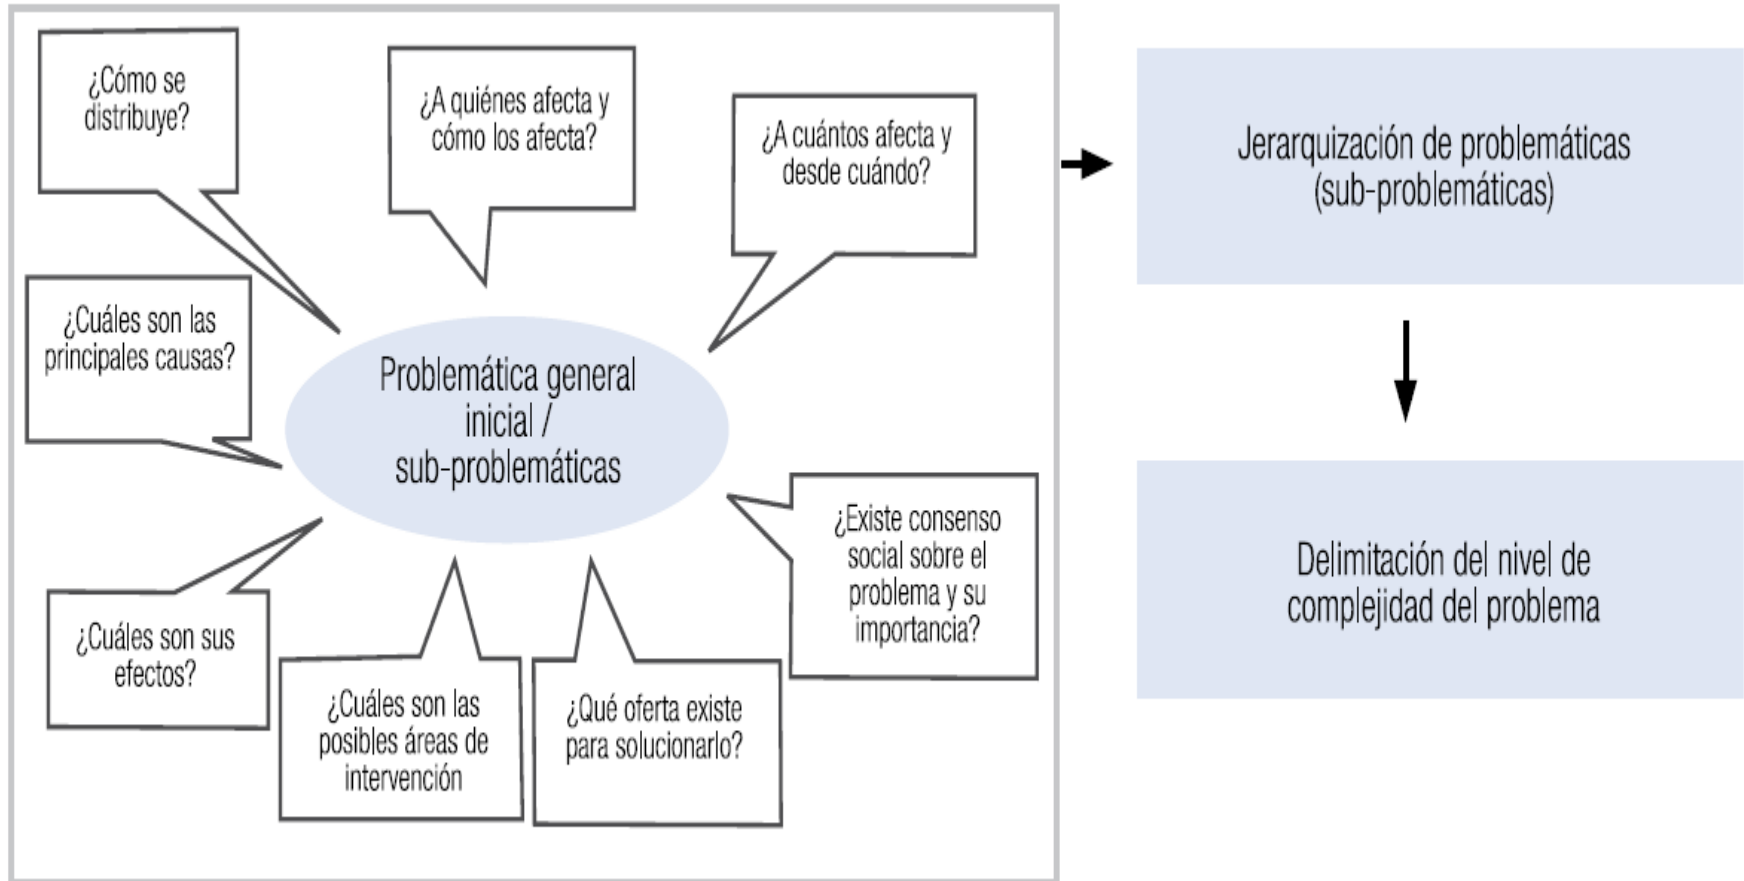 ¿Cómo se
distribuye?
¿A quiénes afecta y
cómo los afecta?
¿A cuántos afecta y
desde cuándo?
¿Cuáles son las
principales causas?
Problemática general
inicial /
sub-problemáticas
¿Existe consenso
social sobre el
problema y su
importancia?
¿Cuáles son sus
efectos?
¿Cuáles son las
posibles áreas de
intervención
¿Qué oferta existe
para solucionarlo?
Jerarquización de problemáticas
(sub-problemáticas)
Delimitación del nivel de
complejidad del problema